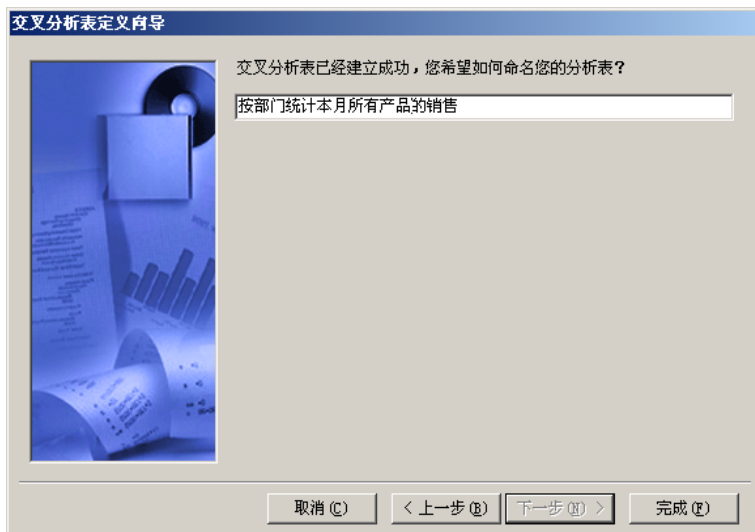 交叉分析表定义向导
交叉分析表已经建立成功，您希望如何命名您的分析表？
按部门统计本月所有产品的销售
取消(C) < 上一步(B) 下一步(N) > 完成(F)